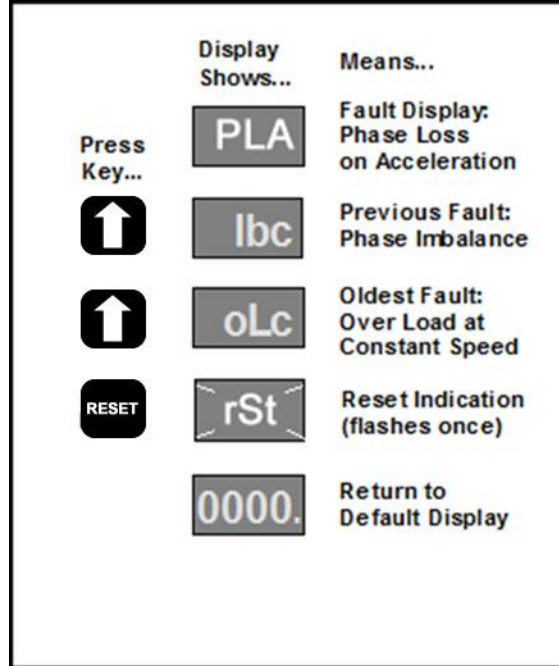 Display
Shows...
Means...
Press
Key...
PLA
Fault Display:
Phase Loss
on Acceleration
Ibc
Previous Fault:
Phase Imbalance
oLc
Oldest Fault:
Over Load at
Constant Speed
RESET
rSt
Reset Indication
(flashes once)
0000.
Return to
Default Display